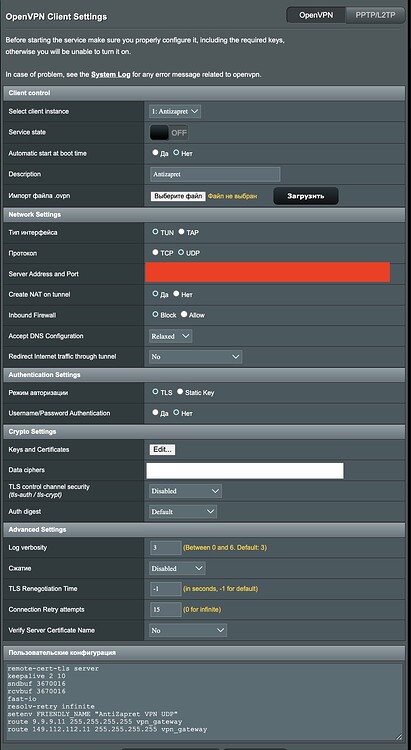 OpenVPN Client Settings
OpenVPN
PPTP/L2TP
Before starting the service make sure you properly configure it, including the required keys,
otherwise you will be unable to turn it on.
In case of problem, see the System Log for any error message related to openvpn.
Client control
Select client instance
1: Antizapret
Service state
OFF
Automatic start at boot time
Да Нет
Description
Antizapret
Импорт файла .ovpn
Выберите файл Файл не выбран
Загрузить
Network Settings
Тип интерфейса
TUN TAP
Протокол
TCP UDP
Server Address and Port
Create NAT on tunnel
Да Нет
Inbound Firewall
Block Allow
Accept DNS Configuration
Relaxed
Redirect Internet traffic through tunnel
No
Authentication Settings
Режим авторизации
TLS Static Key
Username/Password Authentication
Да Нет
Crypto Settings
Keys and Certificates
Edit...
Data ciphers
TLS control channel security
(tls-auth / tls-crypt)
Disabled
Auth digest
Default
Advanced Settings
Log verbosity
3 (Between 0 and 6. Default: 3)
Сжатие
Disabled
TLS Renegotiation Time
-1 (in seconds, -1 for default)
Connection Retry attempts
15 (0 for infinite)
Verify Server Certificate Name
No
Пользовательские конфигурация
remote-cert-tls server
keepalive 2 10
sndbuf 3670016
rcvbuf 3670016
fast-io
resolv-retry infinite
setenv FRIENDLY_NAME "AntiZapret VPN UDP"
route 9.9.9.11 255.255.255.255 vpn_gateway
route 149.112.112.11 255.255.255.255 vpn_gateway